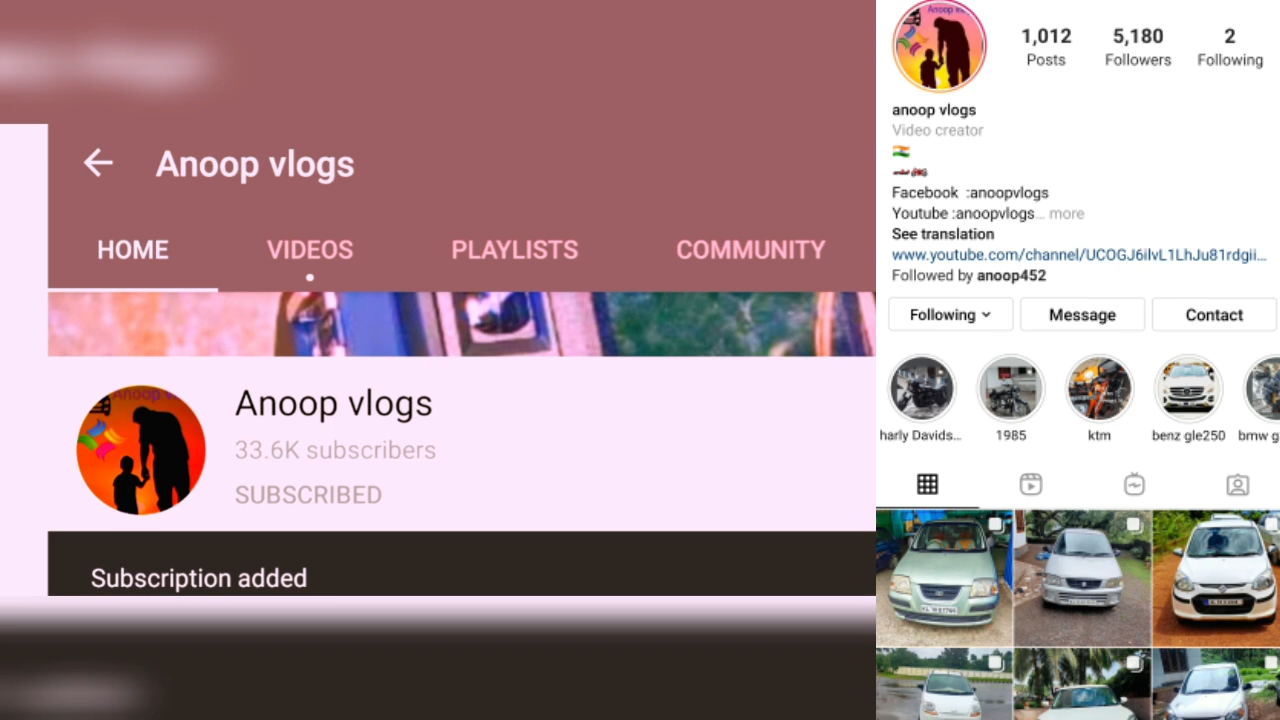 Anoop vlogs
HOME VIDEOS PLAYLISTS COMMUNITY
Anoop vlogs
33.6K subscribers
SUBSCRIBED
Subscription added
1,012 5,180 2
Posts Followers Following
anoop vlogs
Video creator
Facebook :anoopvlogs
Youtube :anoopvlogs... more
See translation
www.youtube.com/channel/UCOGJ6ilvL1LhJu81rdgii...
Followed by anoop452
Following Message Contact
harly Davids... 1985 ktm benz gle250 bmw g